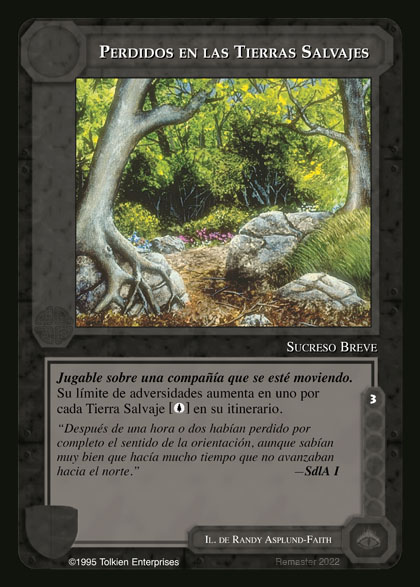 Perdidos en las Tierras Salvajes
Sucreso Breve
Jugable sobre una compañía que se esté moviendo.
Su límite de adversidades aumenta en uno por
cada Tierra Salvaje [] en su itinerario.
3
“Después de una hora o dos habían perdido por
completo el sentido de la orientación, aunque sabían
muy bien que hacía mucho tiempo que no avanzaban
hacia el norte.” —SdlA I
Il. de Randy Asplund-Faith
©1995 Tolkien Enterprises
Remaster 2022